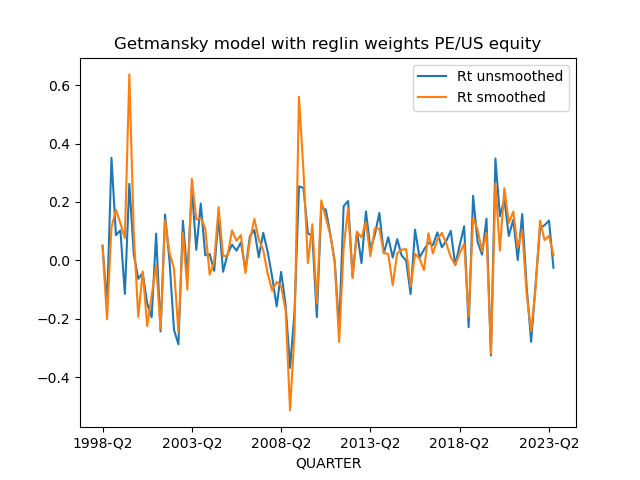 Getmansky model with reglin weights PE/US equity
Rt unsmoothed
Rt smoothed
0.6
0.4
0.2
0.0
−0.2
−0.4
1998-Q2 2003-Q2 2008-Q2 2013-Q2 2018-Q2 2023-Q2
QUARTER